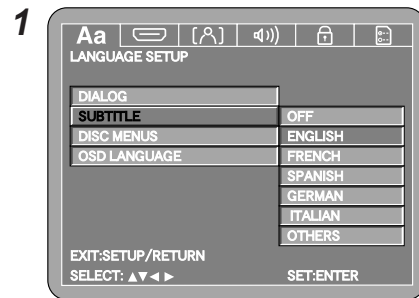 1
Aa
LANGUAGE SETUP
DIALOG
SUBTITLE OFF
DISC MENUS ENGLISH
OSD LANGUAGE FRENCH
SPANISH
GERMAN
ITALIAN
OTHERS
EXIT:SETUP/RETURN
SELECT: ▲▼◄ ► SET:ENTER